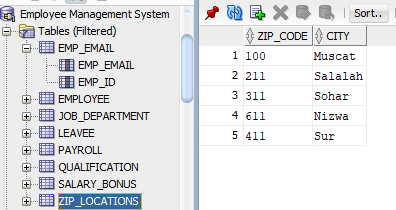 Employee Management System
Tables (Filtered)
EMP_EMAIL
EMP_EMAIL
EMP_ID
EMPLOYEE
JOB_DEPARTMENT
LEAVEE
PAYROLL
QUALIFICATION
SALARY_BONUS
ZIP_LOCATIONS
Sort..
ZIP_CODE CITY
1 100 Muscat
2 211 Salalah
3 311 Sohar
4 611 Nizwa
5 411 Sur